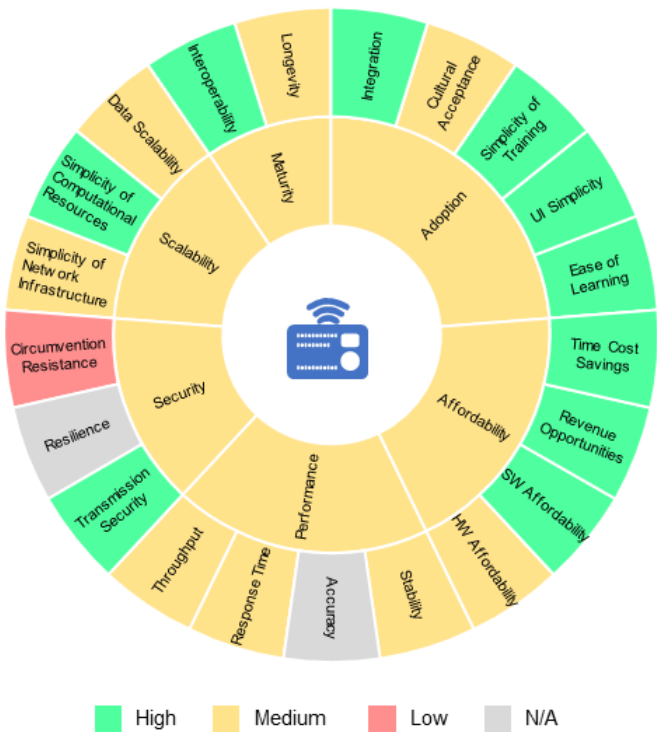 Integration
Cultural
Acceptance
Simplicity of
Training
UI Simplicity
Ease of
Learning
Time Cost
Savings
Revenue
Opportunities
SW Affordability
HW Affordability
Stability
Accuracy
Response Time
Throughput
Transmission
Security
Resilience
Circumvention
Resistance
Simplicity of
Network
Infrastructure
Simplicity of
Computational
Resources
Data Scalability
Interoperability
Longevity
Adoption
Affordability
Performance
Security
Scalability
Maturity
High
Medium
Low
N/A